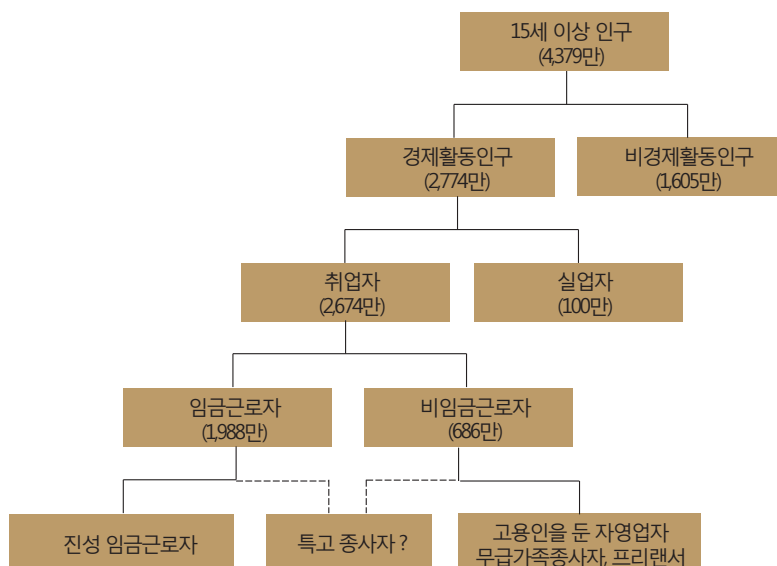 15세 이상 인구
(4,379만)
경제활동인구
(2,774만)
비경제활동인구
(1,605만)
취업자
(2,674만)
실업자
(100만)
임금근로자
(1,988만)
비임금근로자
(686만)
진성 임금근로자
특고 종사자 ?
고용인을 둔 자영업자
무급가족종사자, 프리랜서